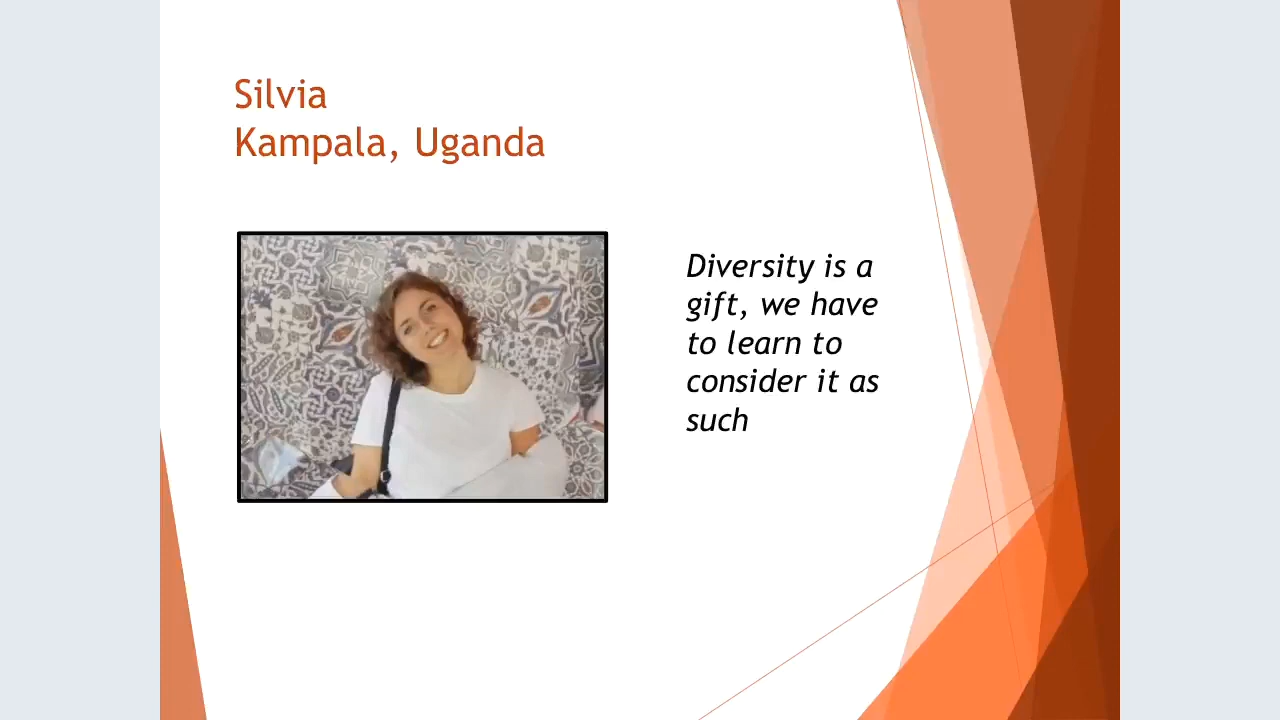 Silvia
Kampala, Uganda
Diversity is a
gift, we have
to learn to
consider it as
such